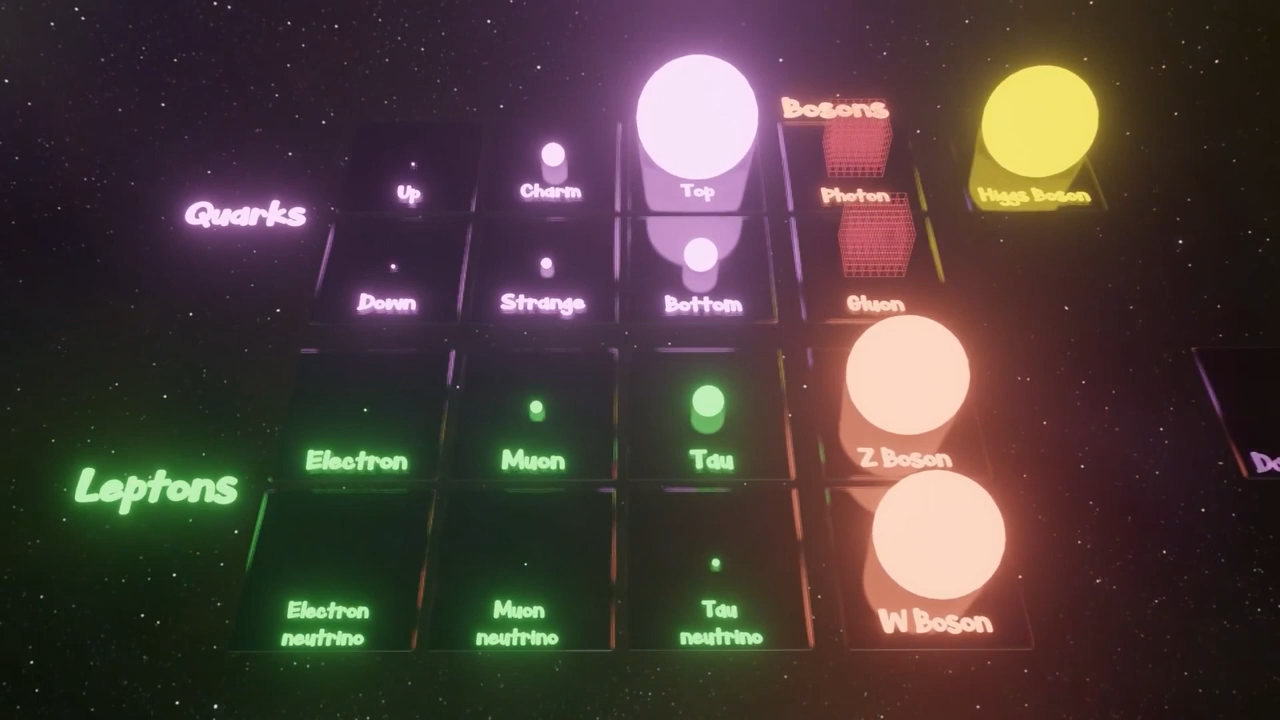 Bosons
Quarks
Up
Charm
Top
Photon
Higgs Boson
Down
Strange
Bottom
Gluon
Leptons
Electron
Muon
Tau
Z Boson
Electron
neutrino
Muon
neutrino
Tau
neutrino
W Boson